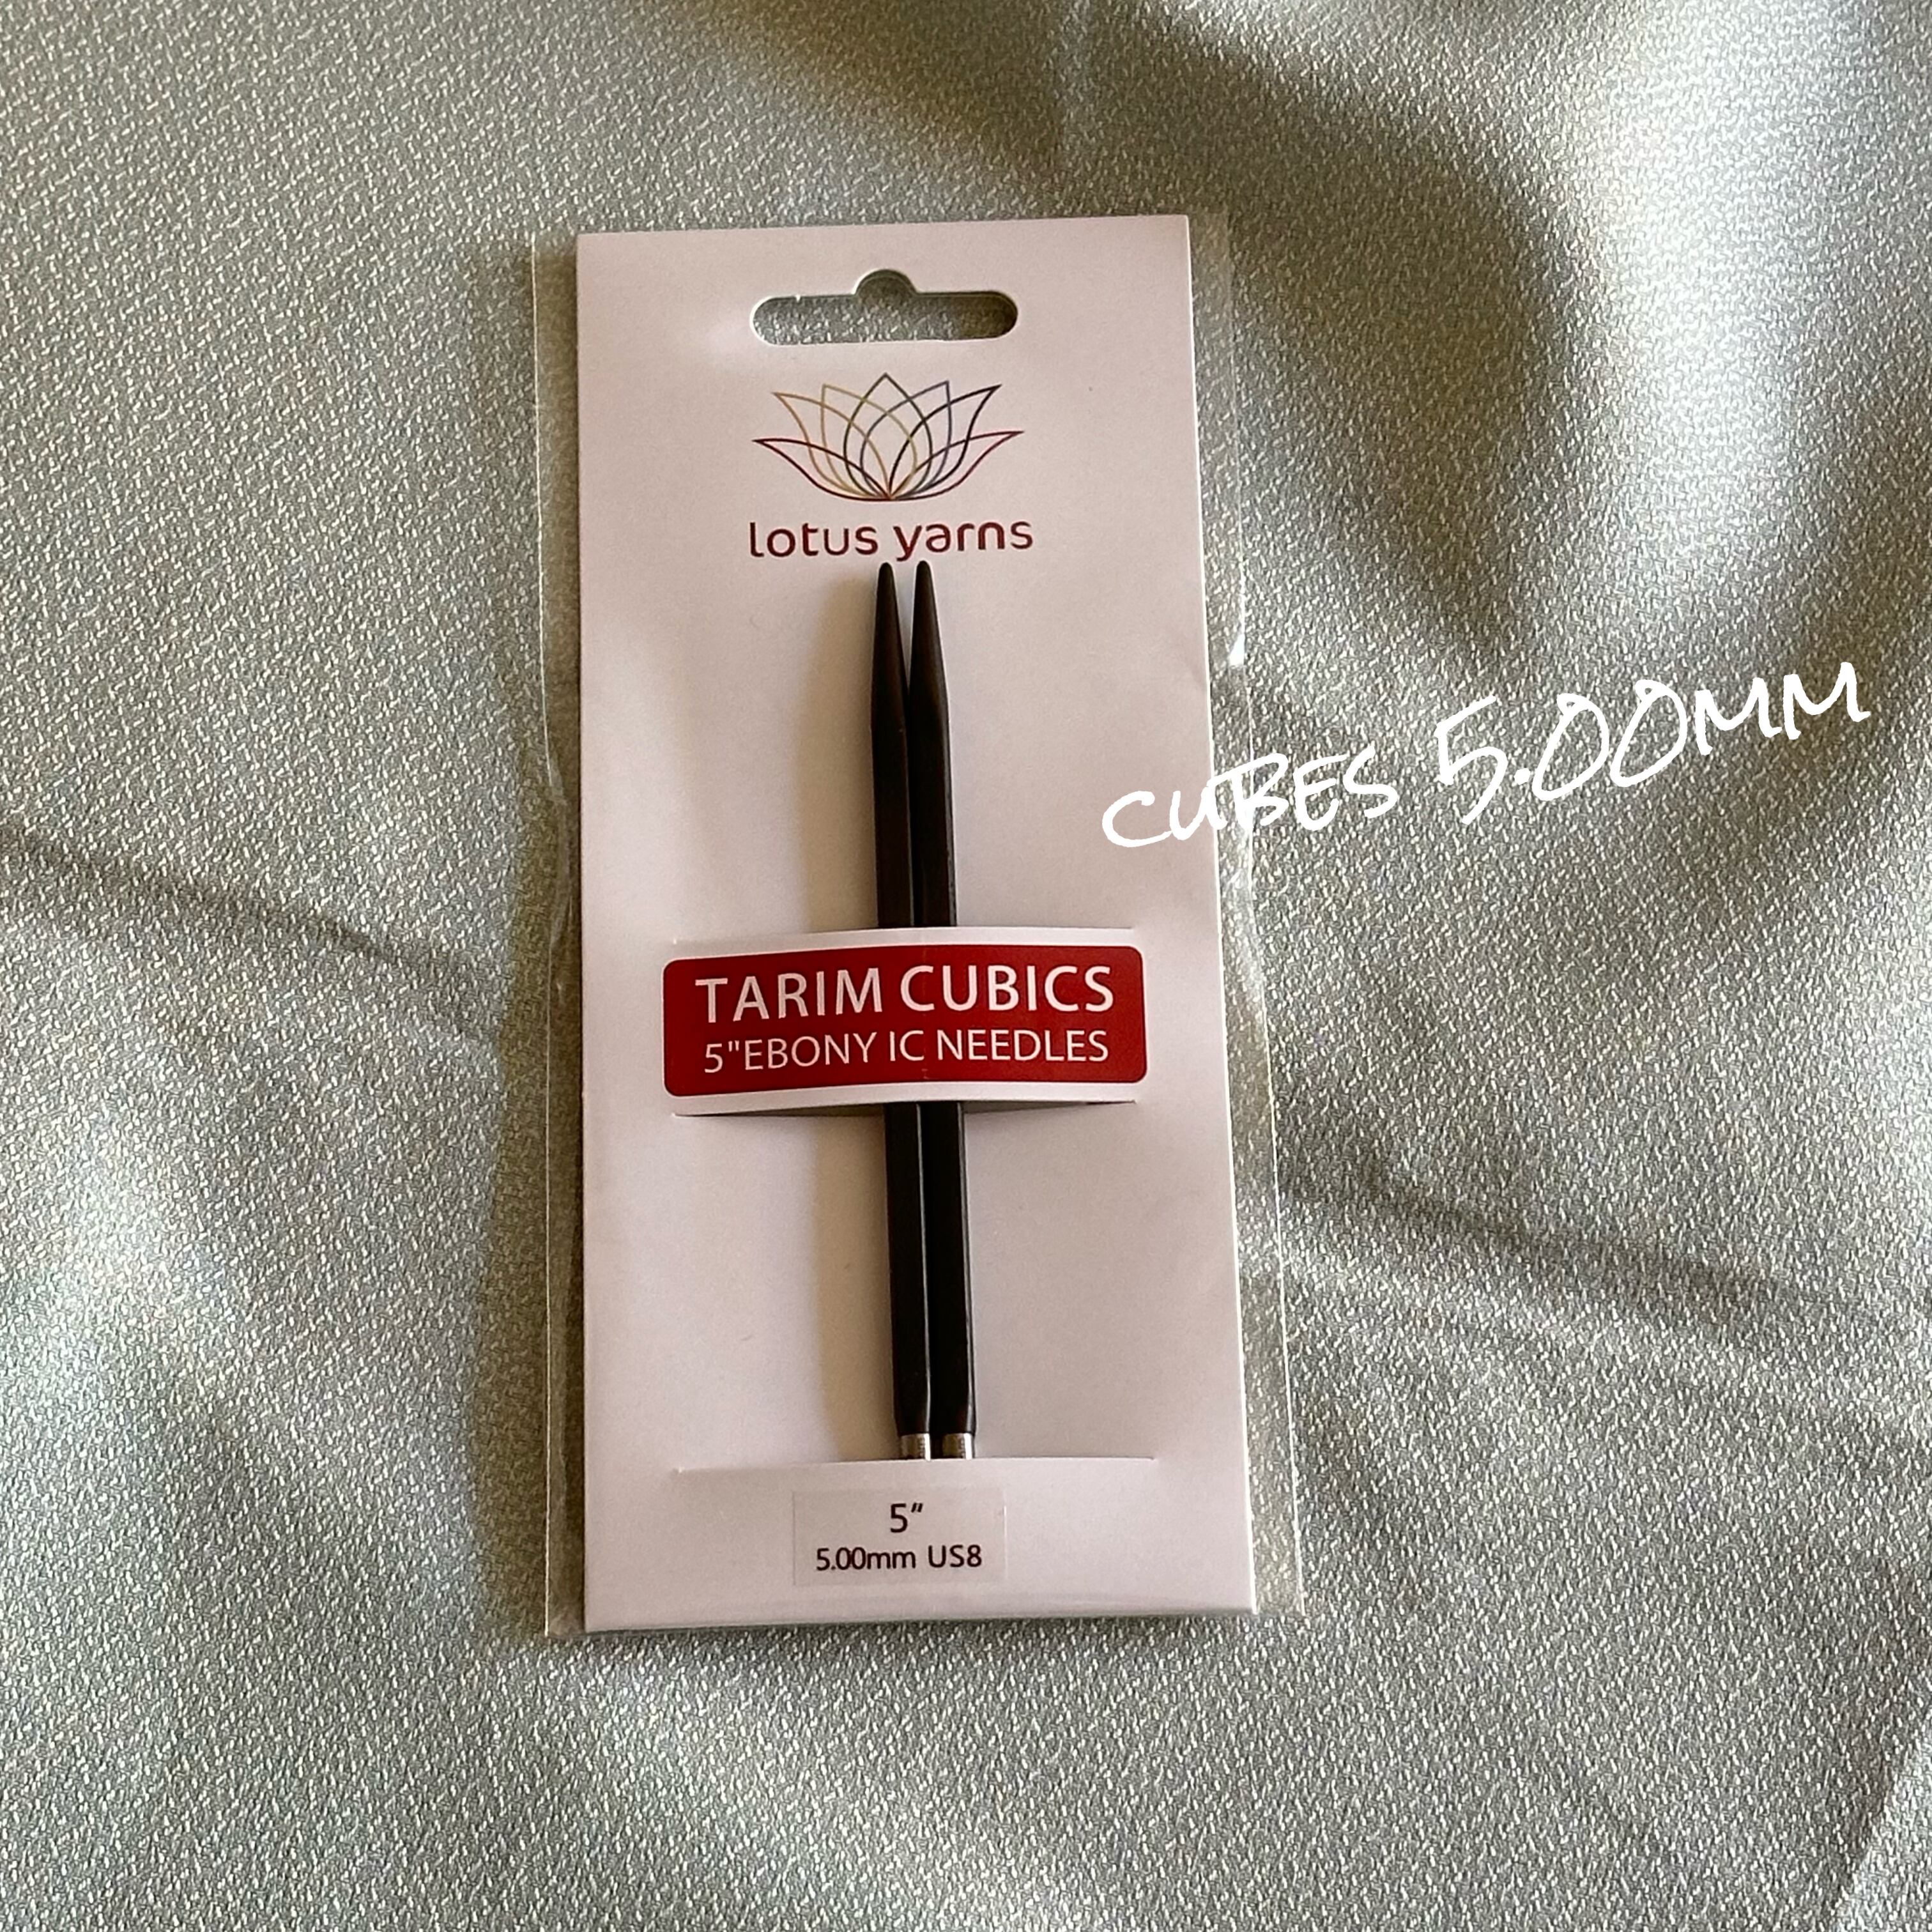 lotus yarns
CUBES 5.00MM
TARIM CUBICS
5"EBONY IC NEEDLES
5"
5.00mm US8